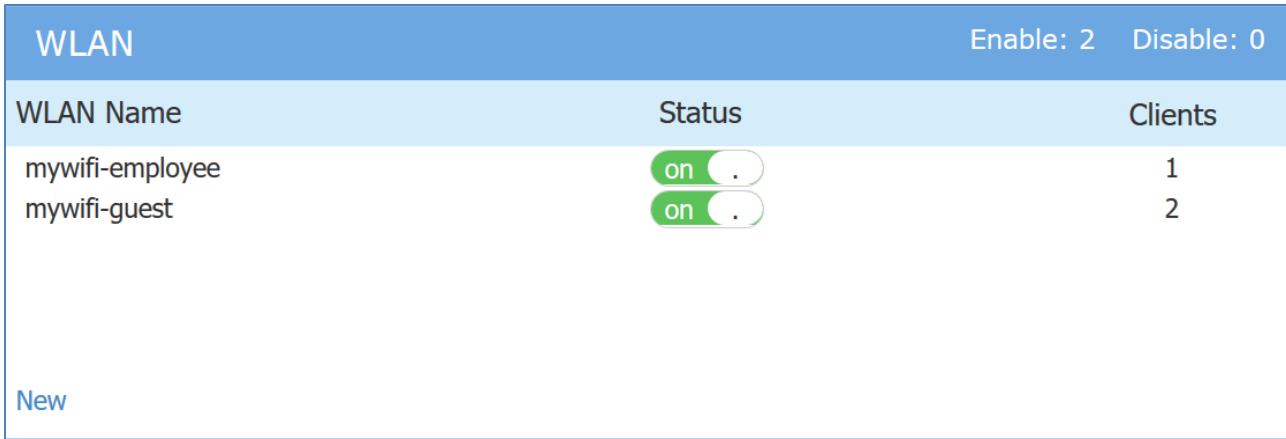 WLAN Enable: 2 Disable: 0
WLAN Name Status Clients
mywifi-employee on . 1
mywifi-guest on . 2
New